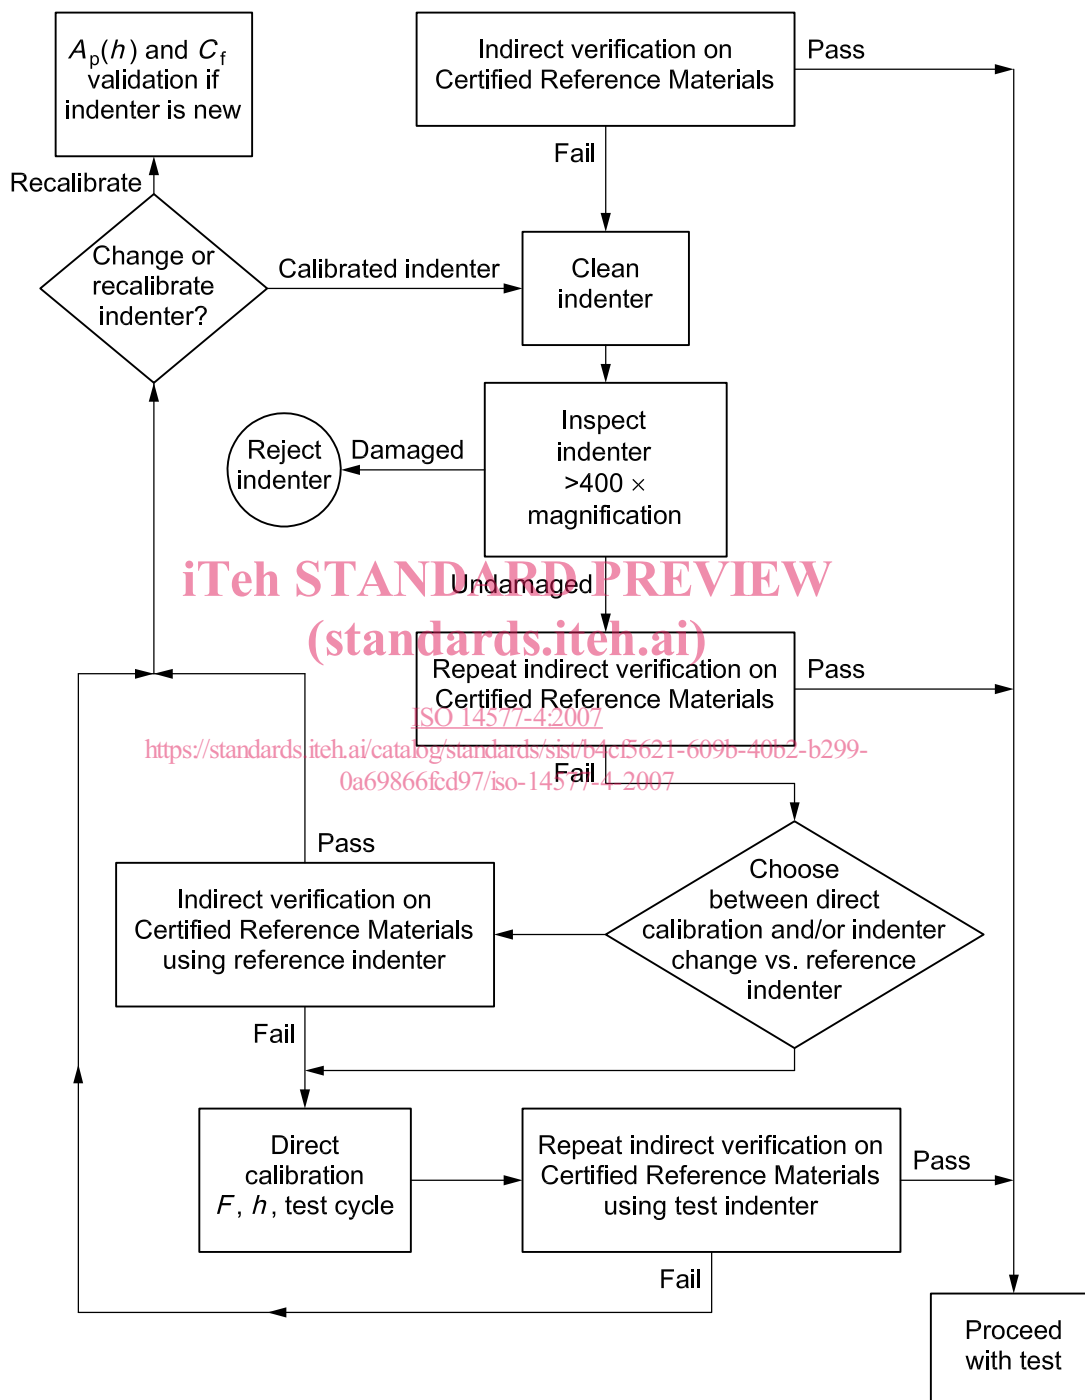 A_p(h) and C_f
validation if
indenter is new
Indirect verification on
Certified Reference Materials
Pass
Fail
Recalibrate
Change or
recalibrate
indenter?
Calibrated indenter
Clean
indenter
Inspect
indenter
>400 ×
magnification
Damaged
Reject
indenter
iTeh STANDARD PREVIEW
Undamaged
(standards.iteh.ai)
Repeat indirect verification on
Certified Reference Materials
Pass
ISO 14577-4:2007
https://standards.iteh.ai/catalog/standards/sist/b4cf5621-609b-40b2-b299-
0a69866fcd97/iso-14577-4-2007
Fail
Choose
between direct
calibration and/or indenter
change vs. reference
indenter
Pass
Indirect verification on
Certified Reference Materials
using reference indenter
Fail
Direct
calibration
F, h, test cycle
Repeat indirect verification on
Certified Reference Materials
using test indenter
Pass
Fail
Proceed
with test